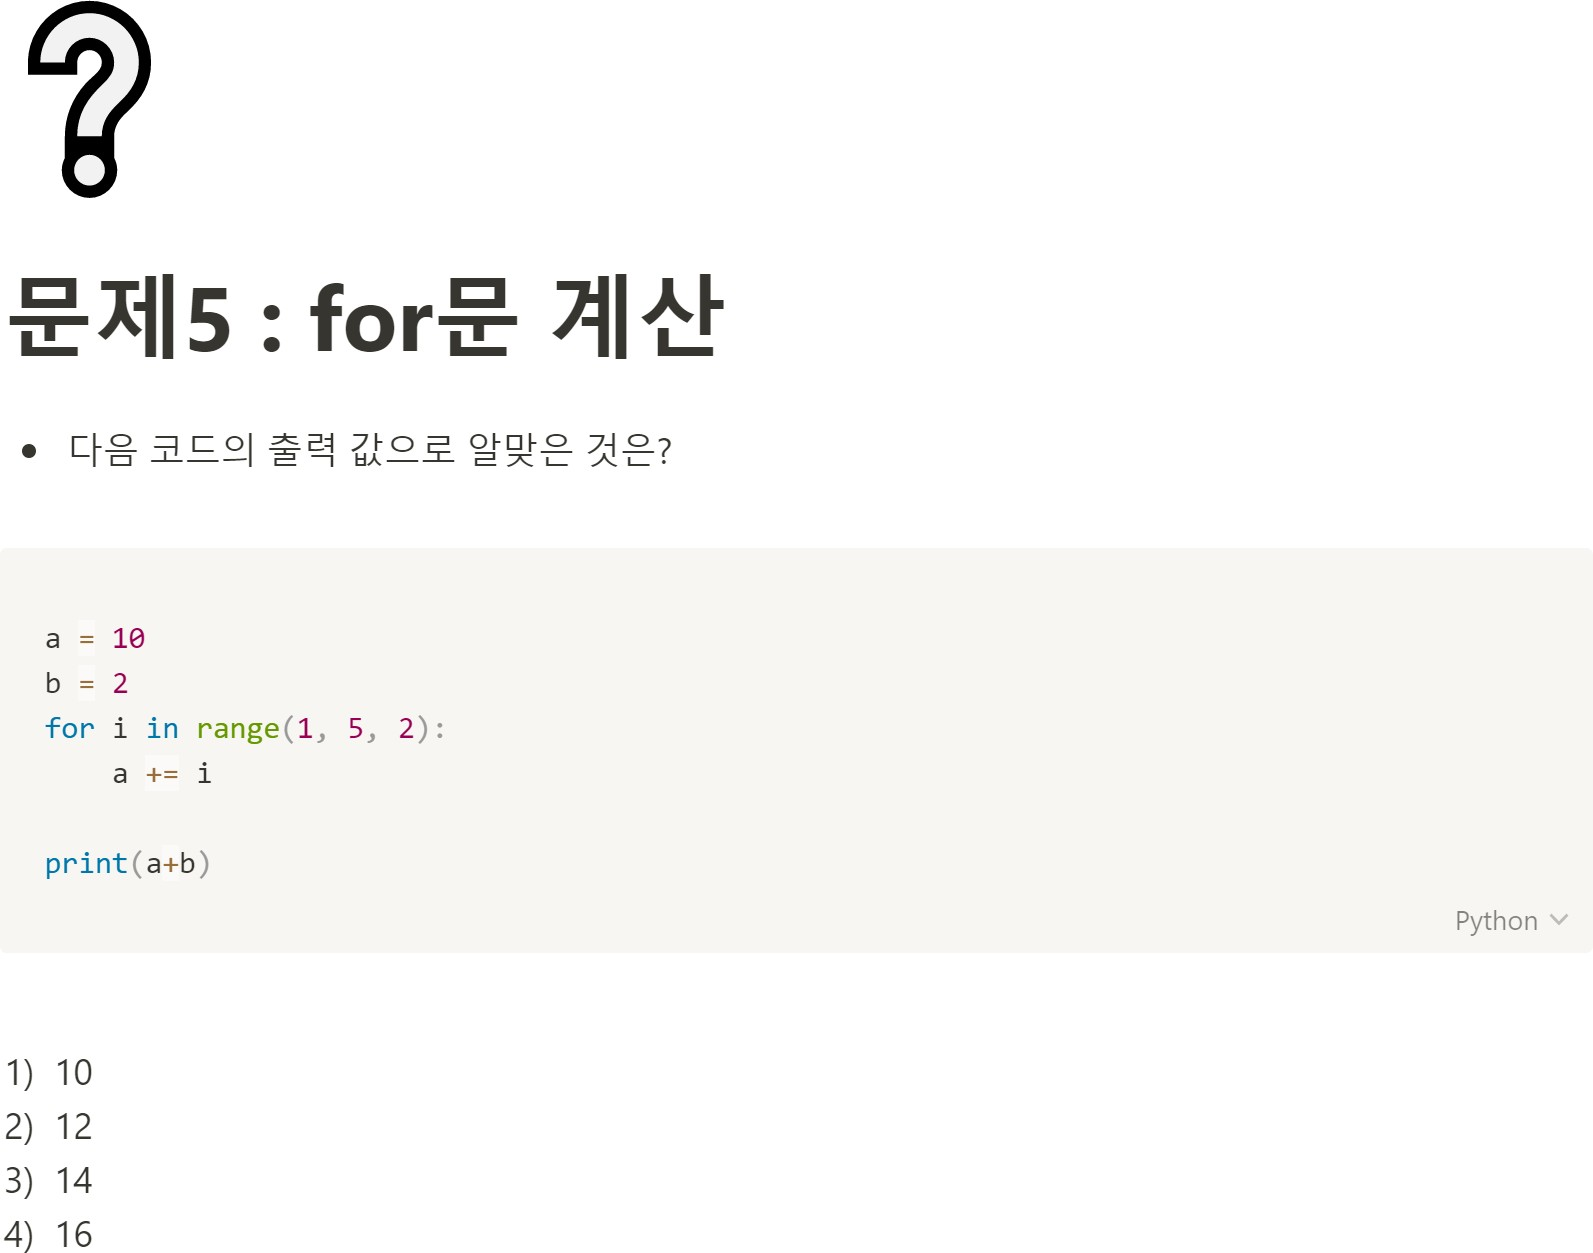 문제5 : for문 계산
• 다음 코드의 출력 값으로 알맞은 것은?
a = 10
b = 2
for i in range(1, 5, 2):
    a += i
print(a+b)
Python
1) 10
2) 12
3) 14
4) 16